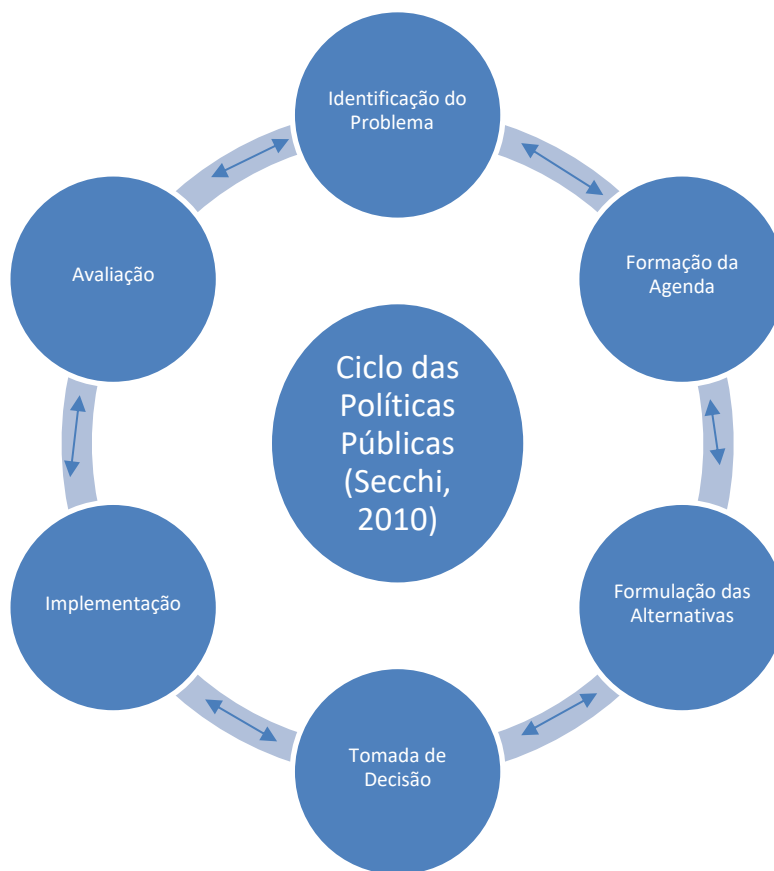 Identificação do
Problema
Formação da
Agenda
Formulação das
Alternativas
Tomada de
Decisão
Implementação
Avaliação
Ciclo das
Políticas
Públicas
(Secchi,
2010)